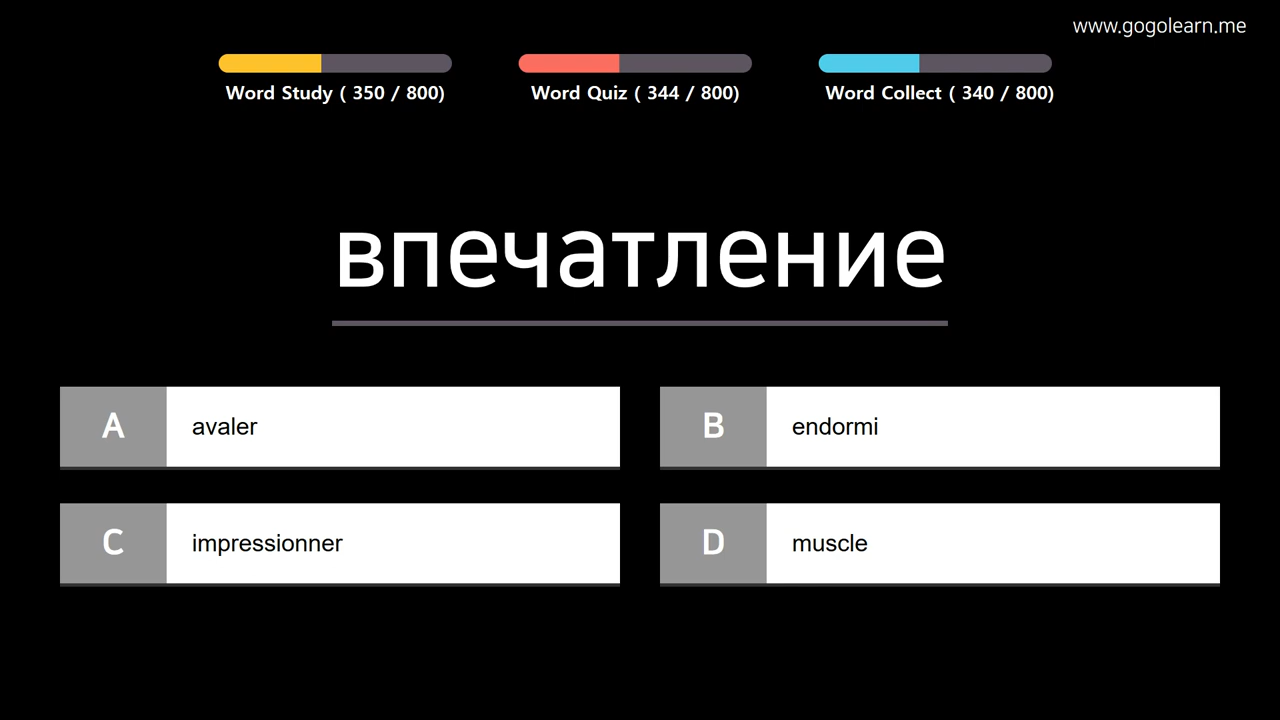 www.gogolearn.me
Word Study ( 350 / 800)
Word Quiz ( 344 / 800)
Word Collect ( 340 / 800)
впечатление
A avaler
B endormi
C impressionner
D muscle